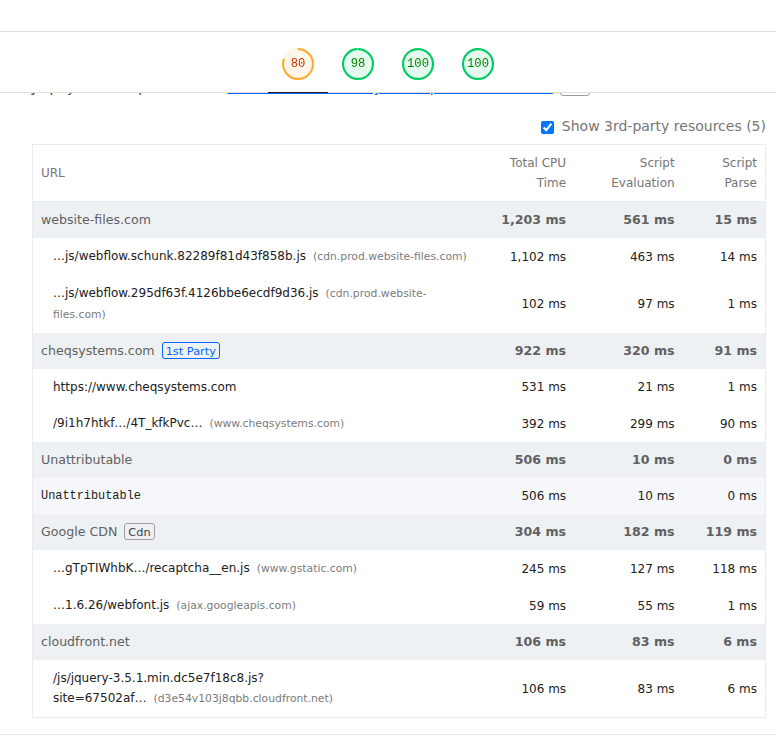 80 98 100 100
Show 3rd-party resources (5)
URL Total CPU Time Script Evaluation Script Parse
website-files.com 1,203 ms 561 ms 15 ms
…js/webflow.schunk.82289f81d43f858b.js (cdn.prod.website-files.com) 1,102 ms 463 ms 14 ms
…js/webflow.295df63f.4126bbe6ecdf9d36.js (cdn.prod.website-
files.com) 102 ms 97 ms 1 ms
cheqsystems.com 1st Party 922 ms 320 ms 91 ms
https://www.cheqsystems.com 531 ms 21 ms 1 ms
/9i1h7htkf…/4T_kfkPvc… (www.cheqsystems.com) 392 ms 299 ms 90 ms
Unattributable 506 ms 10 ms 0 ms
Unattributable 506 ms 10 ms 0 ms
Google CDN Cdn 304 ms 182 ms 119 ms
…gTpTIWhbK…/recaptcha__en.js (www.gstatic.com) 245 ms 127 ms 118 ms
…1.6.26/webfont.js (ajax.googleapis.com) 59 ms 55 ms 1 ms
cloudfront.net 106 ms 83 ms 6 ms
/js/jquery-3.5.1.min.dc5e7f18c8.js?
site=67502af… (d3e54v103j8qbb.cloudfront.net) 106 ms 83 ms 6 ms